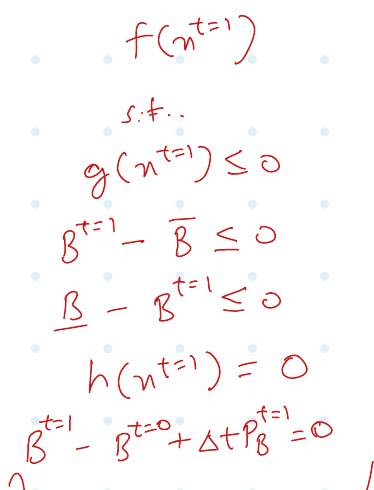 f(x^{t=1})
s.t..
g(x^{t=1}) ≤ 0
B^{t=1} - B̅ ≤ 0
B̲ - B^{t=1} ≤ 0
h(x^{t=1}) = 0
B^{t=1} - B^{t=0} + Δt P_B^{t=1} = 0